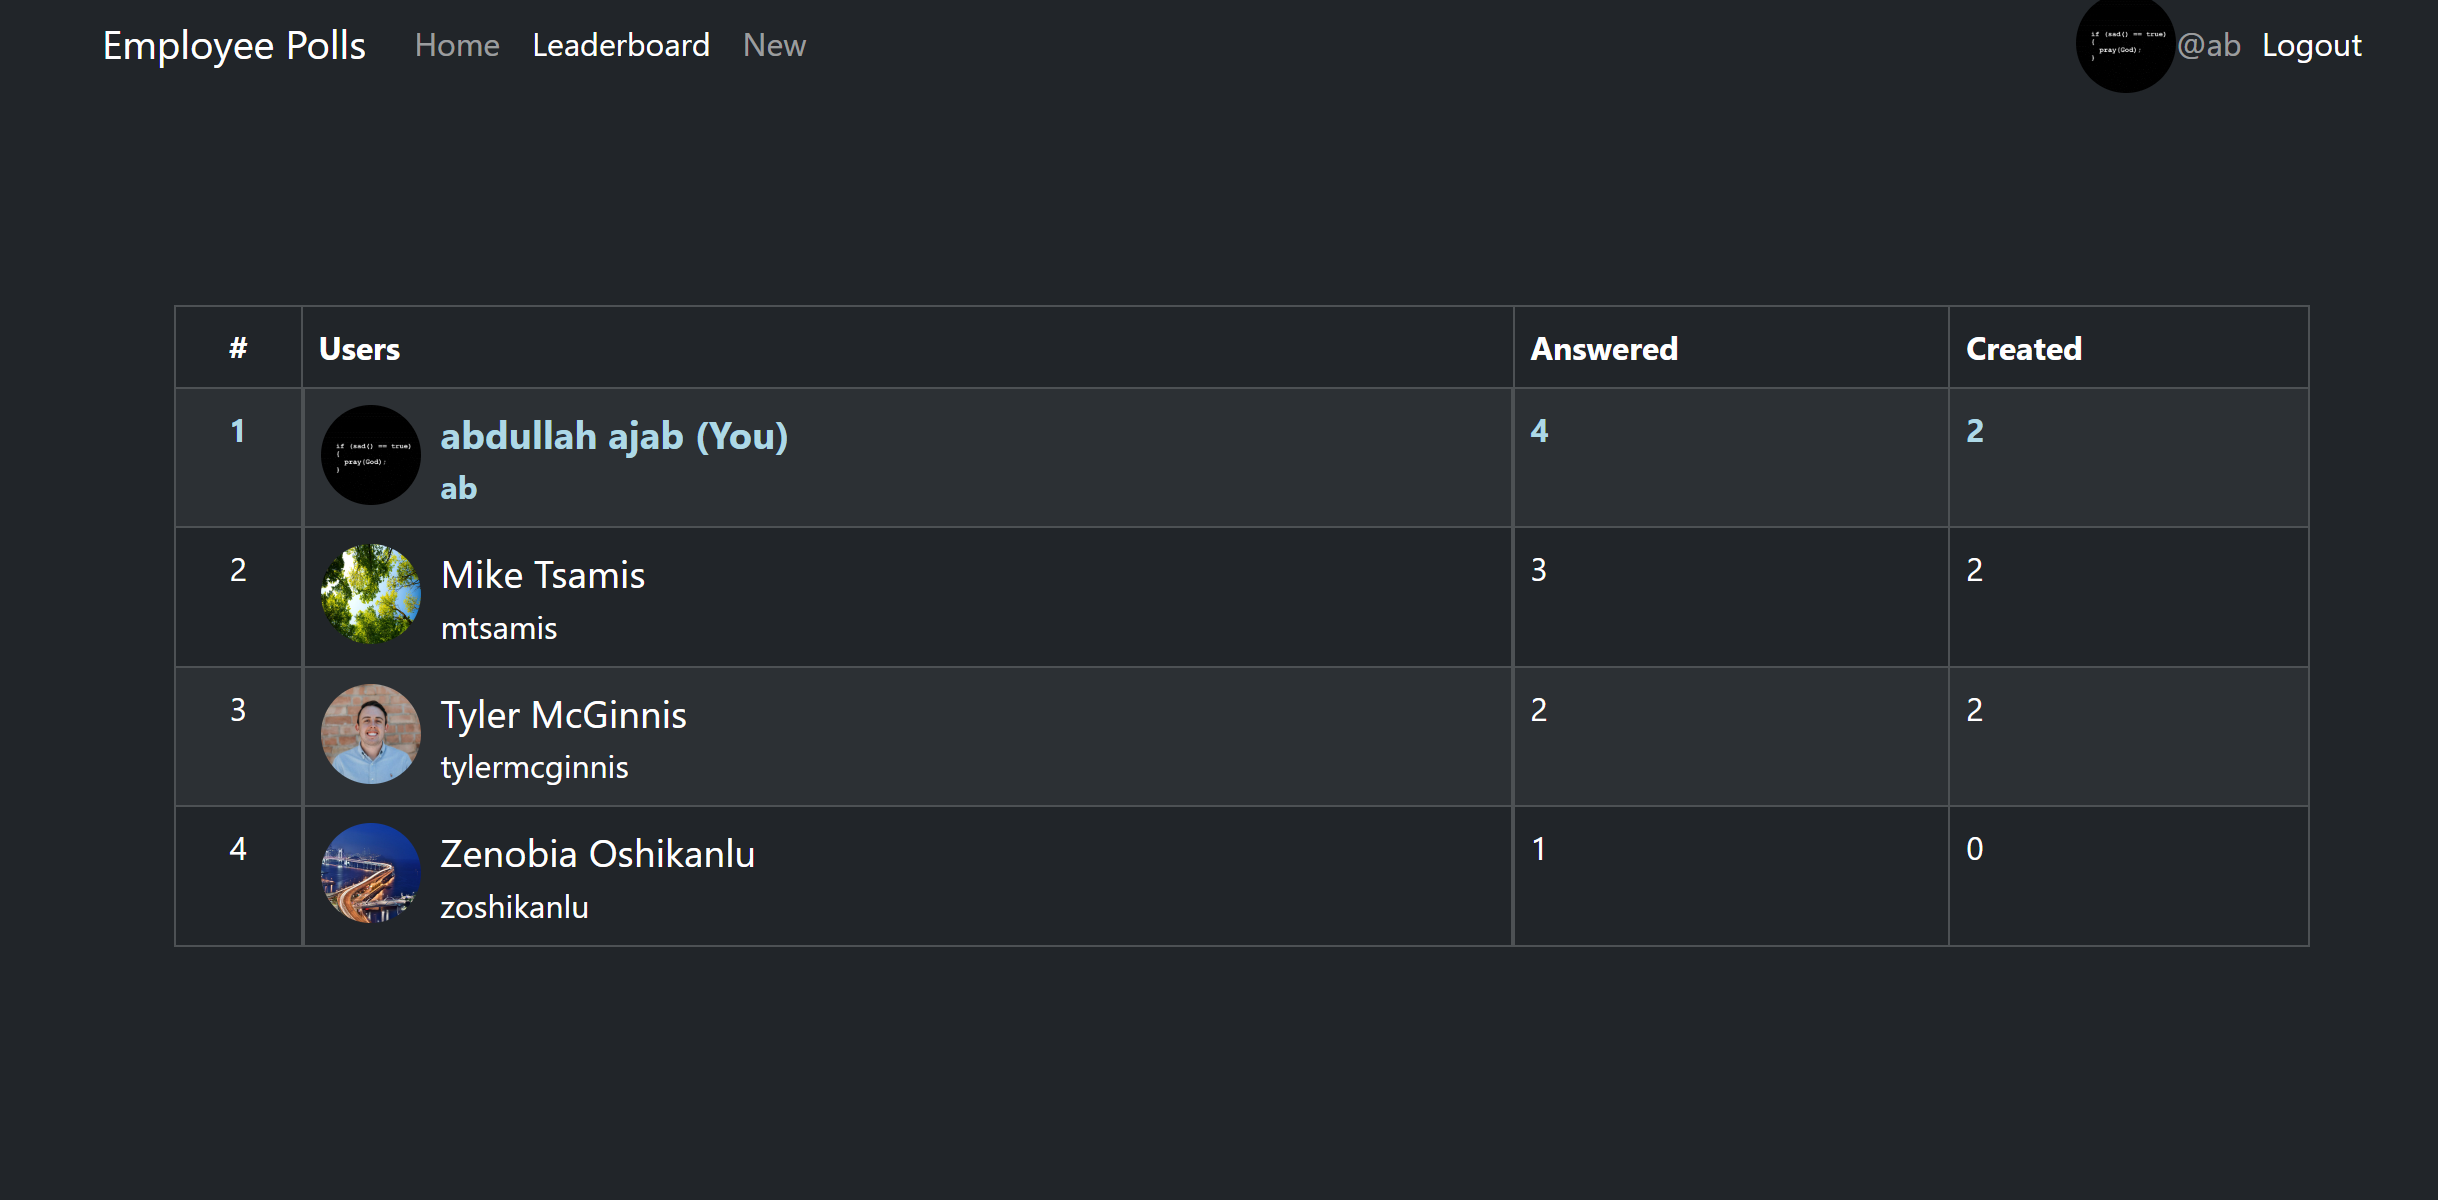 Employee Polls Home Leaderboard New @ab Logout
if (sad() == true)
{
pray(God);
}
# Users Answered Created
1 abdullah ajab (You) 4 2
ab
if (sad() == true)
{
pray(God);
}
2 Mike Tsamis 3 2
mtsamis
3 Tyler McGinnis 2 2
tylermcginnis
4 Zenobia Oshikanlu 1 0
zoshikanlu